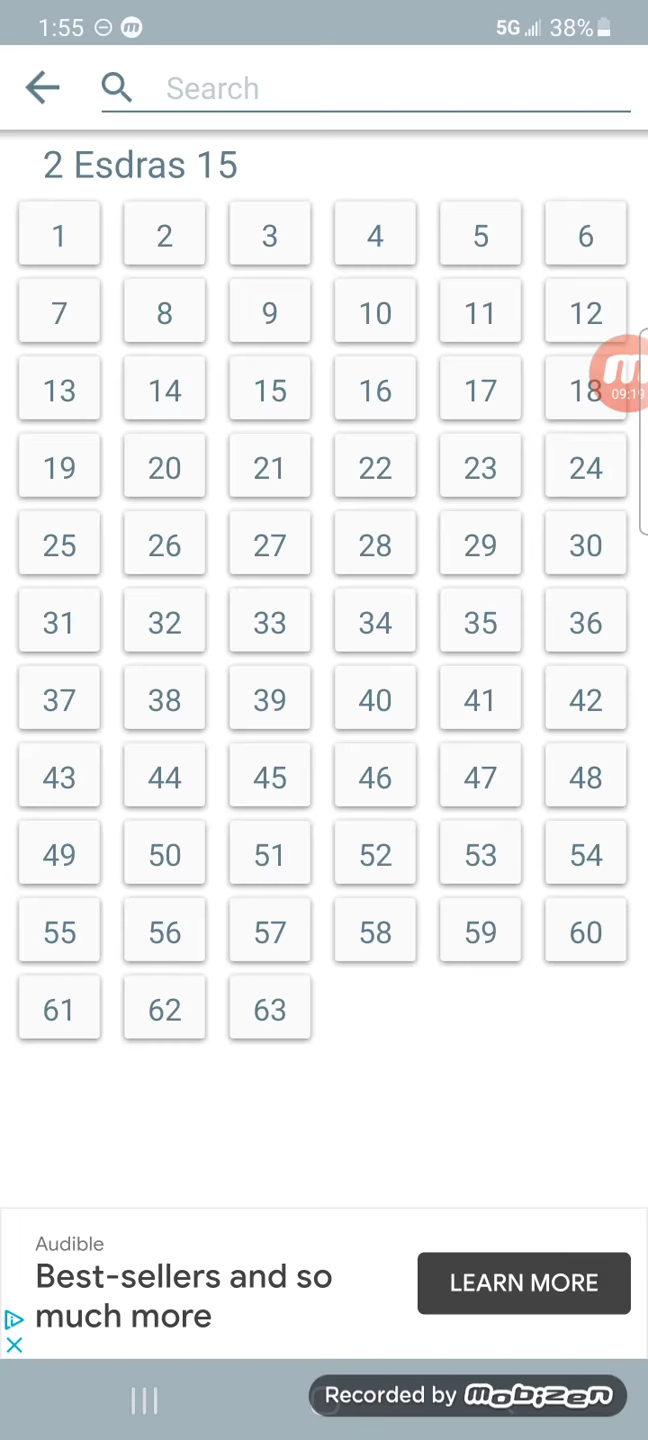 1:55 m 5G 38%
Search
2 Esdras 15
1 2 3 4 5 6
7 8 9 10 11 12
13 14 15 16 17 18
m
09:19
19 20 21 22 23 24
25 26 27 28 29 30
31 32 33 34 35 36
37 38 39 40 41 42
43 44 45 46 47 48
49 50 51 52 53 54
55 56 57 58 59 60
61 62 63
Audible
Best-sellers and so
much more
LEARN MORE
Recorded by mobizen